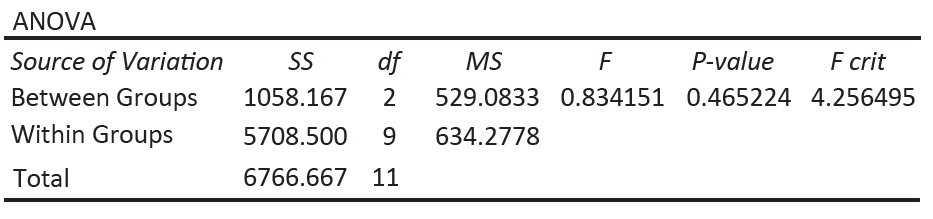 ANOVA
Source of Variation SS df MS F P-value F crit
Between Groups 1058.167 2 529.0833 0.834151 0.465224 4.256495
Within Groups 5708.500 9 634.2778
Total 6766.667 11